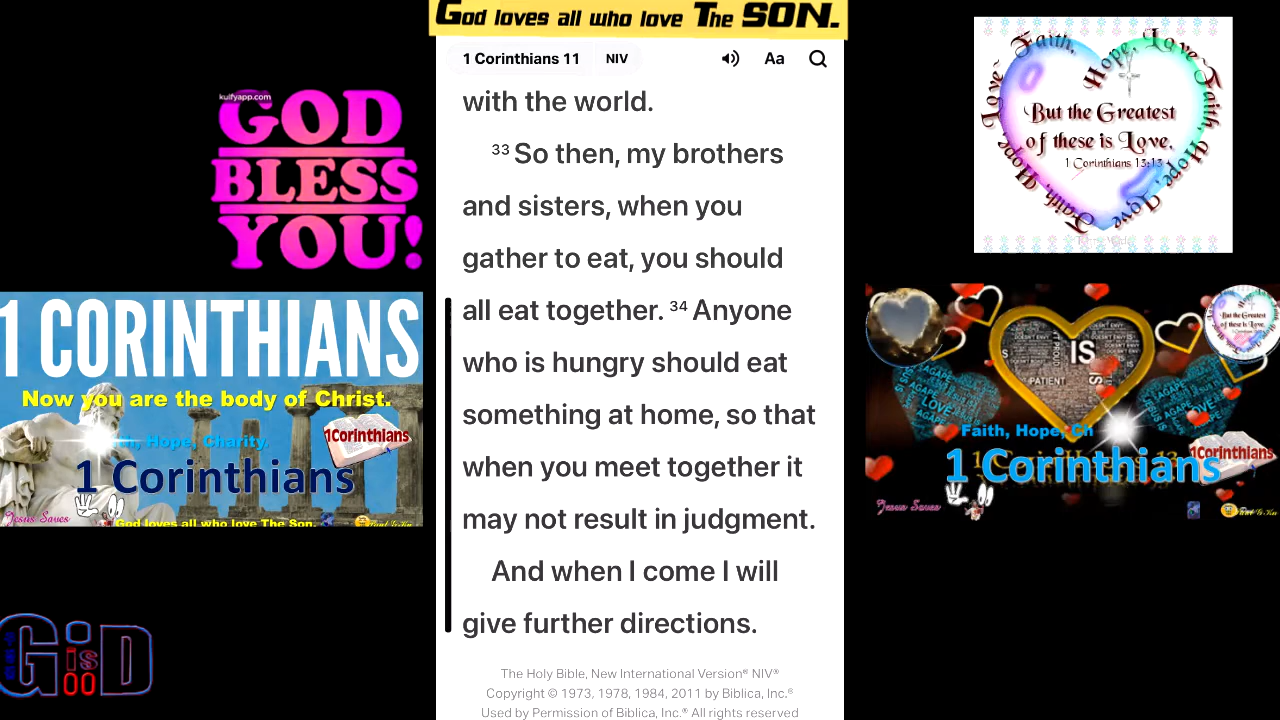 God loves all who love The SON.
1 Corinthians 11 NIV Aa
with the world.
33 So then, my brothers
and sisters, when you
gather to eat, you should
all eat together. 34 Anyone
who is hungry should eat
something at home, so that
when you meet together it
may not result in judgment.
And when I come I will
give further directions.
The Holy Bible, New International Version® NIV®
Copyright © 1973, 1978, 1984, 2011 by Biblica, Inc.®
Used by Permission of Biblica, Inc.® All rights reserved
kulfyapp.com
GOD
BLESS
YOU!
1 CORINTHIANS
Now you are the body of Christ.
Hope, Charity.
1Corinthians
1 Corinthians
Jesus Saves
God loves all who love The Son.
G is D
Faith, Hope, Love
But the Greatest
of these is Love.
1 Corinthians 13:13
IS
PATIENT
AGAPE
LOVE
Faith, Hope, Ch
1 Corinthians
1Corinthians
Jesus Saves